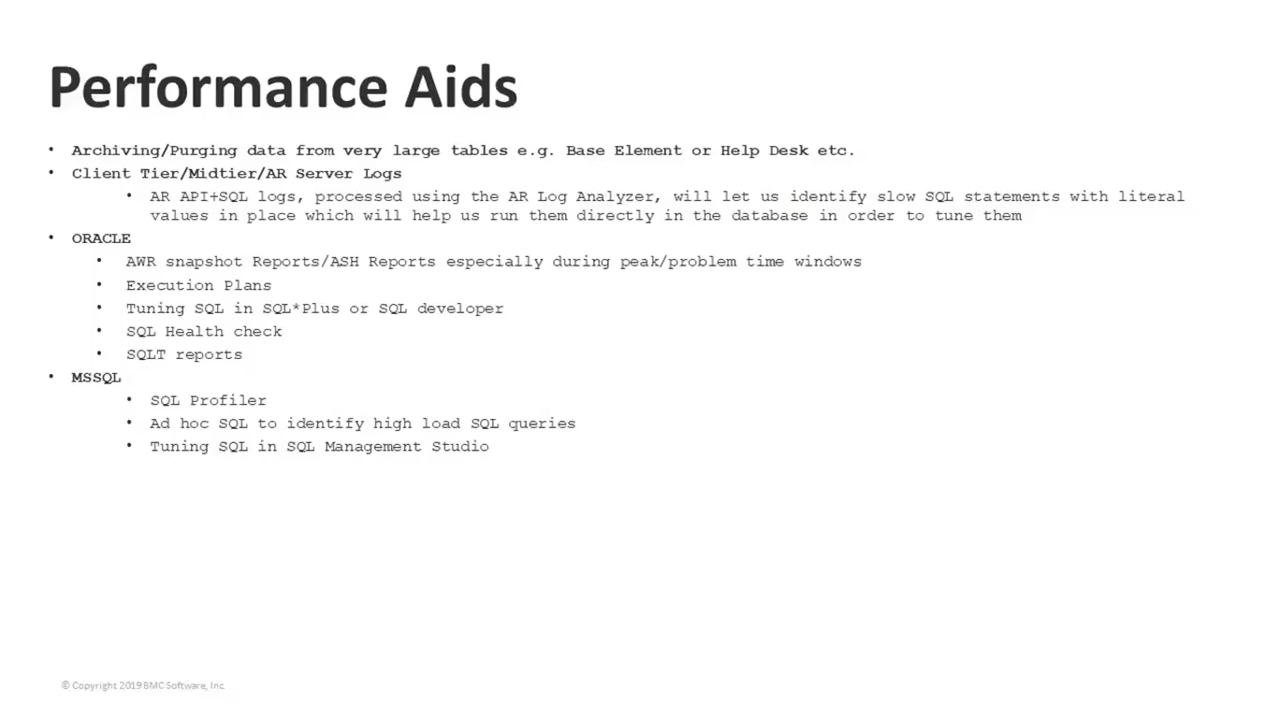 Performance Aids
• Archiving/Purging data from very large tables e.g. Base Element or Help Desk etc.
• Client Tier/Midtier/AR Server Logs
• AR API+SQL logs, processed using the AR Log Analyzer, will let us identify slow SQL statements with literal
values in place which will help us run them directly in the database in order to tune them
• ORACLE
• AWR snapshot Reports/ASH Reports especially during peak/problem time windows
• Execution Plans
• Tuning SQL in SQL*Plus or SQL developer
• SQL Health check
• SQLT reports
• MSSQL
• SQL Profiler
• Ad hoc SQL to identify high load SQL queries
• Tuning SQL in SQL Management Studio
© Copyright 2019 BMC Software, Inc.